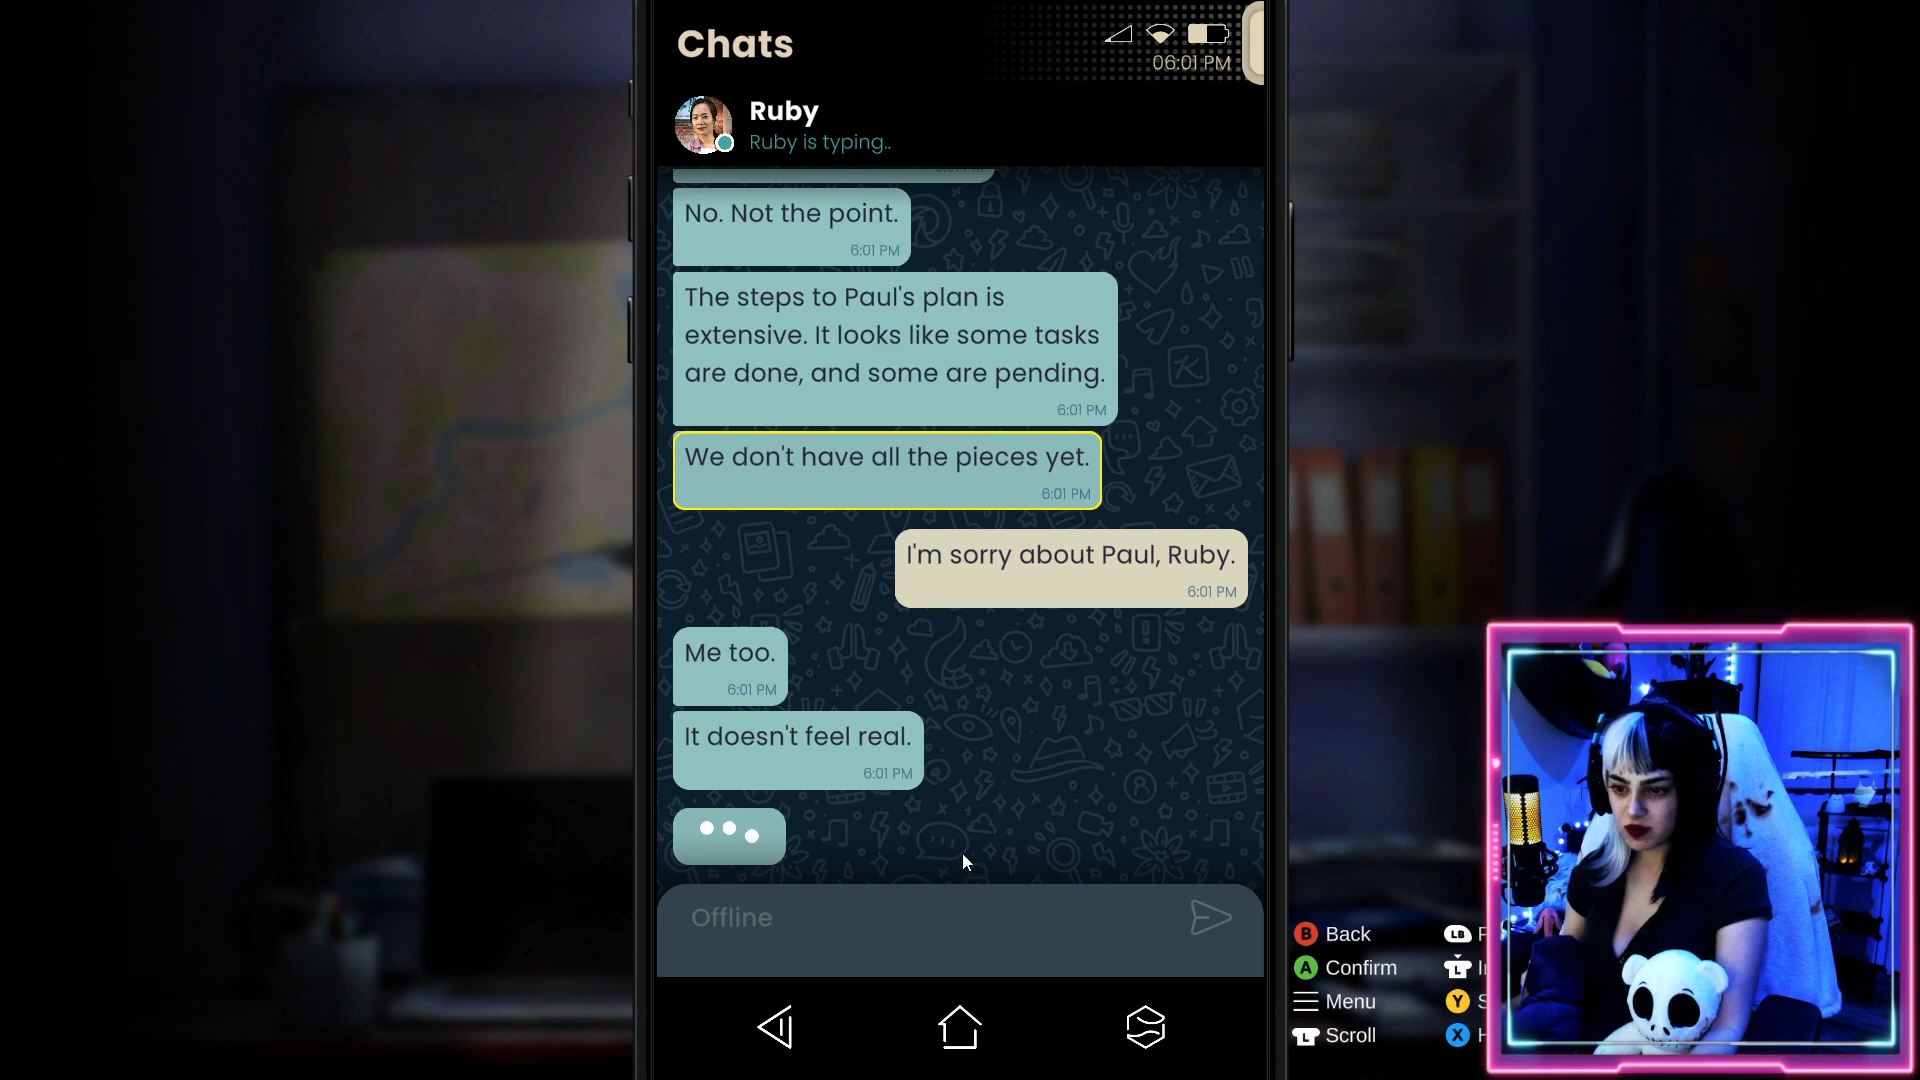 Chats
06:01 PM
Ruby
Ruby is typing..
No. Not the point.
6:01 PM
The steps to Paul's plan is
extensive. It looks like some tasks
are done, and some are pending.
6:01 PM
We don't have all the pieces yet.
6:01 PM
I'm sorry about Paul, Ruby.
6:01 PM
Me too.
6:01 PM
It doesn't feel real.
6:01 PM
Offline
B Back
LB
A Confirm
L
Menu
Y
L Scroll
X